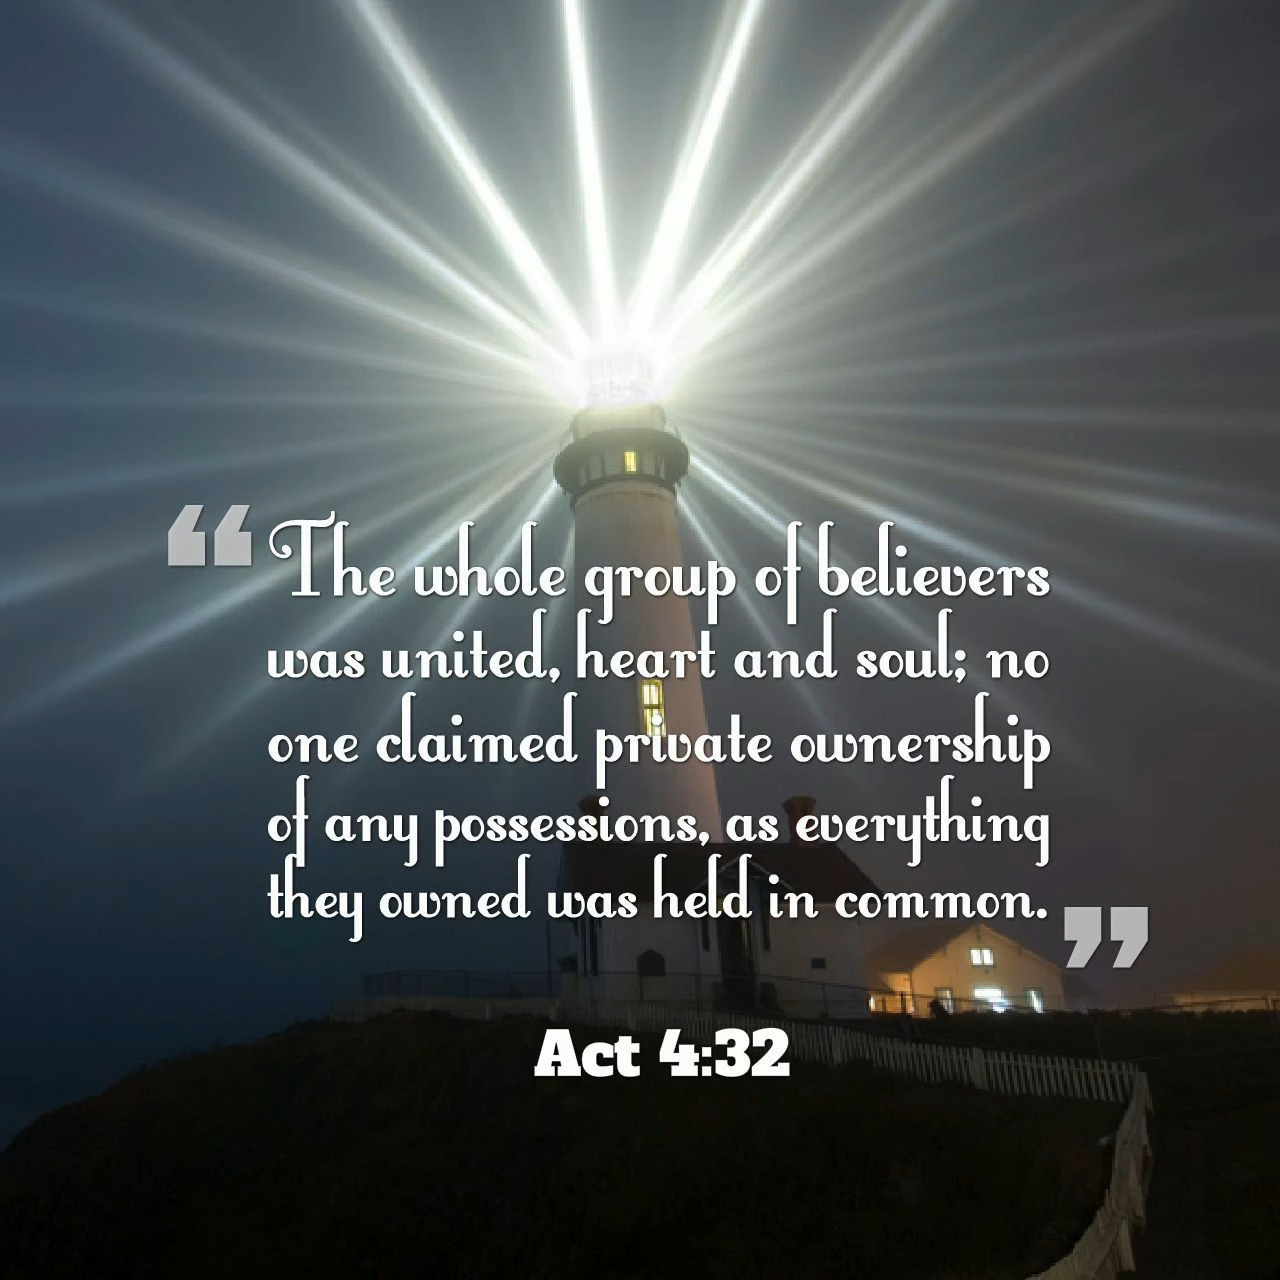 “The whole group of believers
was united, heart and soul; no
one claimed private ownership
of any possessions, as everything
they owned was held in common.”
Act 4:32